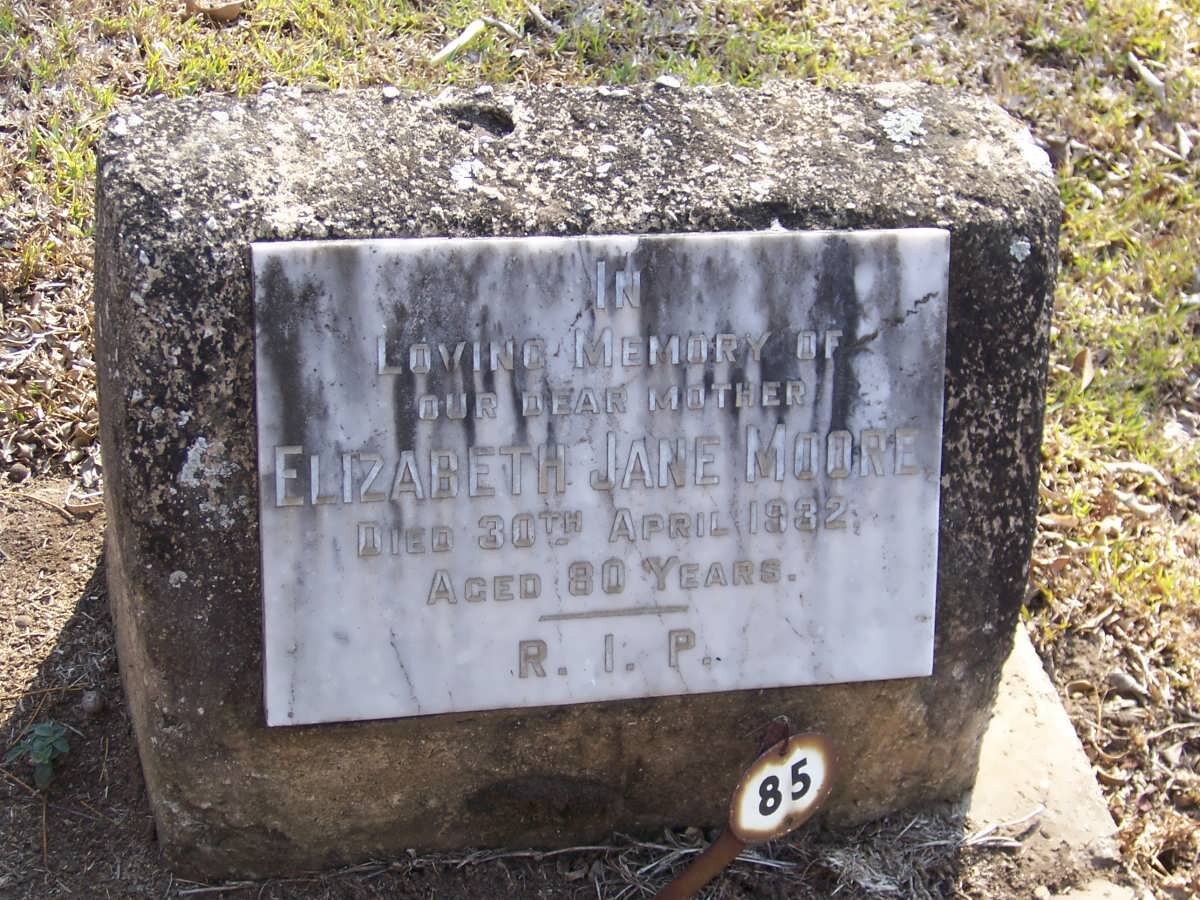 IN
LOVING MEMORY OF
OUR DEAR MOTHER
ELIZABETH JANE MOORE
DIED 30TH APRIL 1932
AGED 80 YEARS.
R. I. P.
85